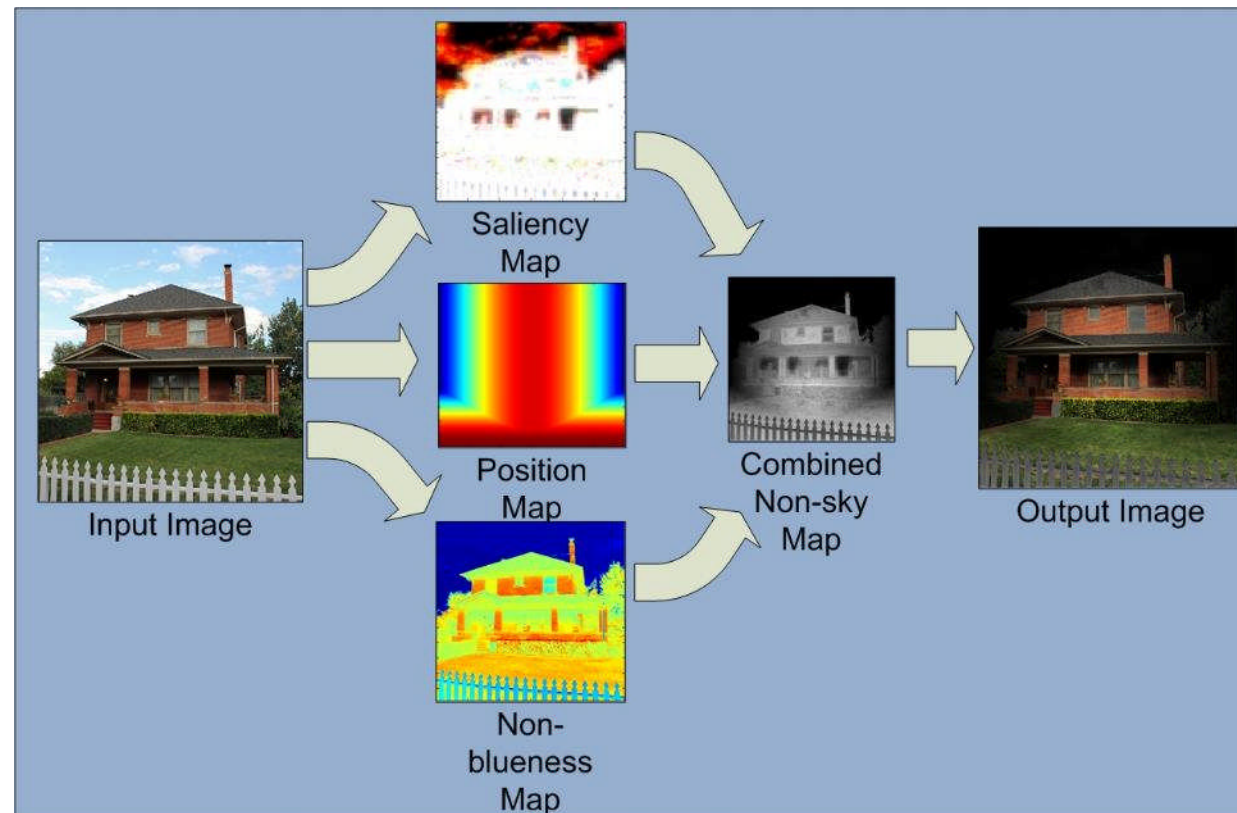 Saliency
Map
Input Image
Position
Map
Combined
Non-sky
Map
Output Image
Non-
blueness
Map